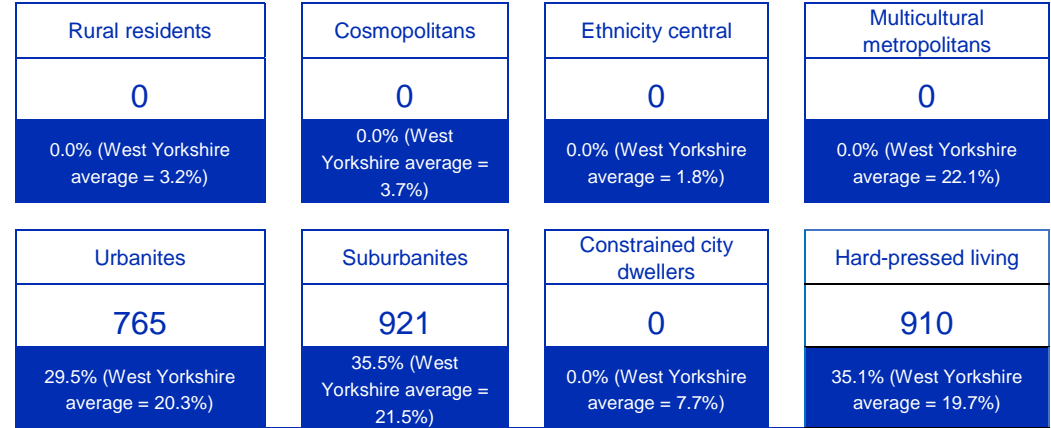 Rural residents
0
0.0% (West Yorkshire
average = 3.2%)
Cosmopolitans
0
0.0% (West
Yorkshire average =
3.7%)
Ethnicity central
0
0.0% (West Yorkshire
average = 1.8%)
Multicultural
metropolitans
0
0.0% (West Yorkshire
average = 22.1%)
Urbanites
765
29.5% (West Yorkshire
average = 20.3%)
Suburbanites
921
35.5% (West
Yorkshire average =
21.5%)
Constrained city
dwellers
0
0.0% (West Yorkshire
average = 7.7%)
Hard-pressed living
910
35.1% (West Yorkshire
average = 19.7%)